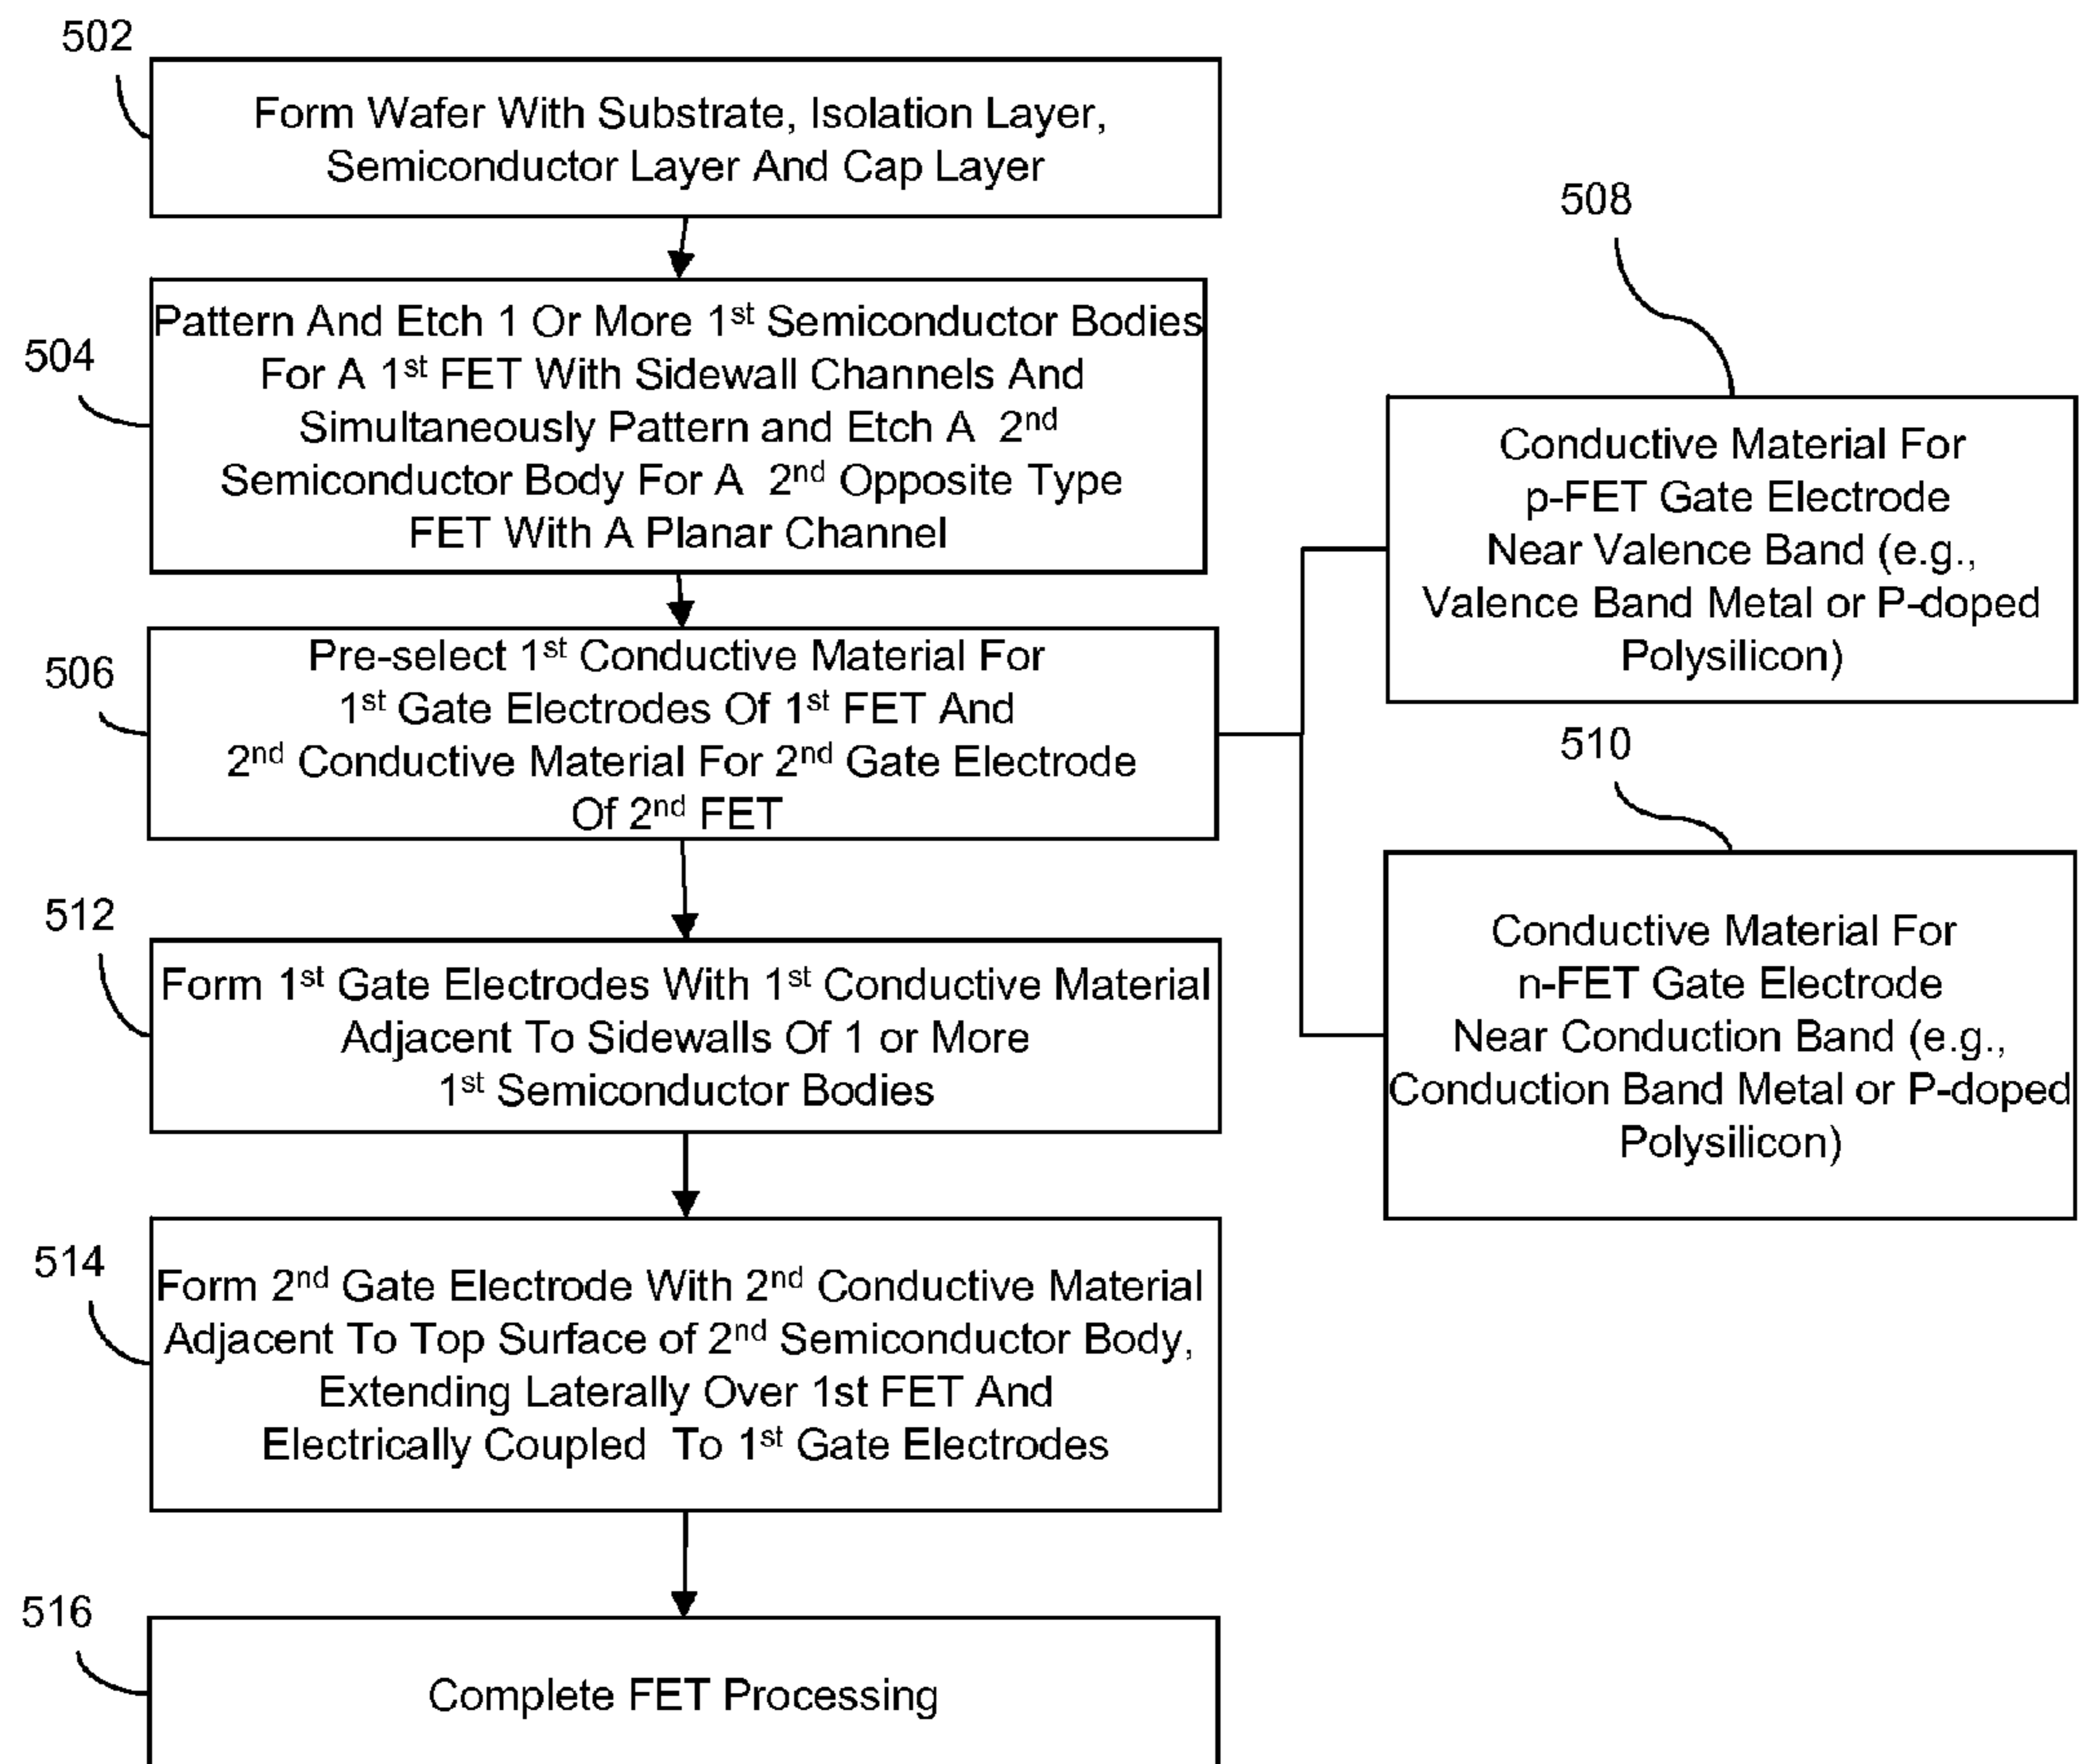 502
Form Wafer With Substrate, Isolation Layer,
Semiconductor Layer And Cap Layer
504
Pattern And Etch 1 Or More 1st Semiconductor Bodies
For A 1st FET With Sidewall Channels And
Simultaneously Pattern and Etch A 2nd
Semiconductor Body For A 2nd Opposite Type
FET With A Planar Channel
506
Pre-select 1st Conductive Material For
1st Gate Electrodes Of 1st FET And
2nd Conductive Material For 2nd Gate Electrode
Of 2nd FET
508
Conductive Material For
p-FET Gate Electrode
Near Valence Band (e.g.,
Valence Band Metal or P-doped
Polysilicon)
510
Conductive Material For
n-FET Gate Electrode
Near Conduction Band (e.g.,
Conduction Band Metal or P-doped
Polysilicon)
512
Form 1st Gate Electrodes With 1st Conductive Material
Adjacent To Sidewalls Of 1 or More
1st Semiconductor Bodies
514
Form 2nd Gate Electrode With 2nd Conductive Material
Adjacent To Top Surface of 2nd Semiconductor Body,
Extending Laterally Over 1st FET And
Electrically Coupled To 1st Gate Electrodes
516
Complete FET Processing